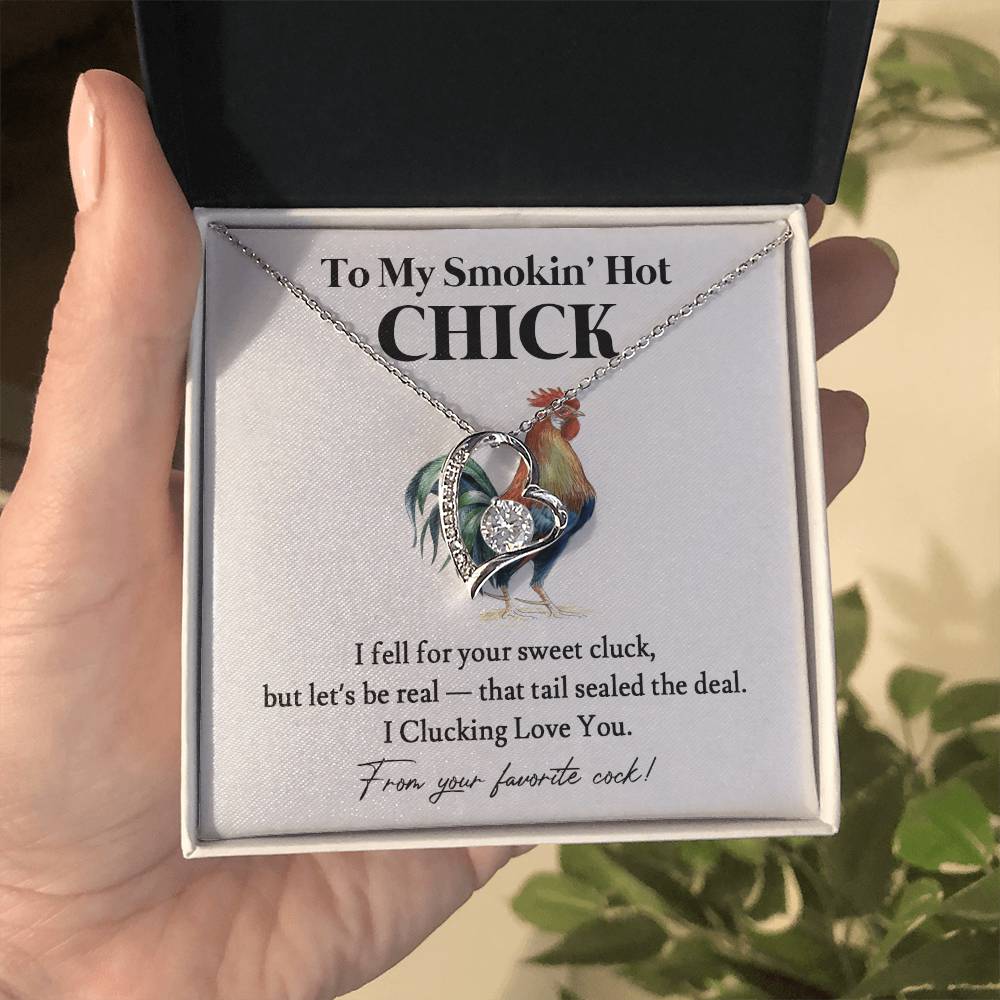 To My Smokin’ Hot
CHICK
I fell for your sweet cluck,
but let's be real — that tail sealed the deal.
I Clucking Love You.
From your favorite cock!